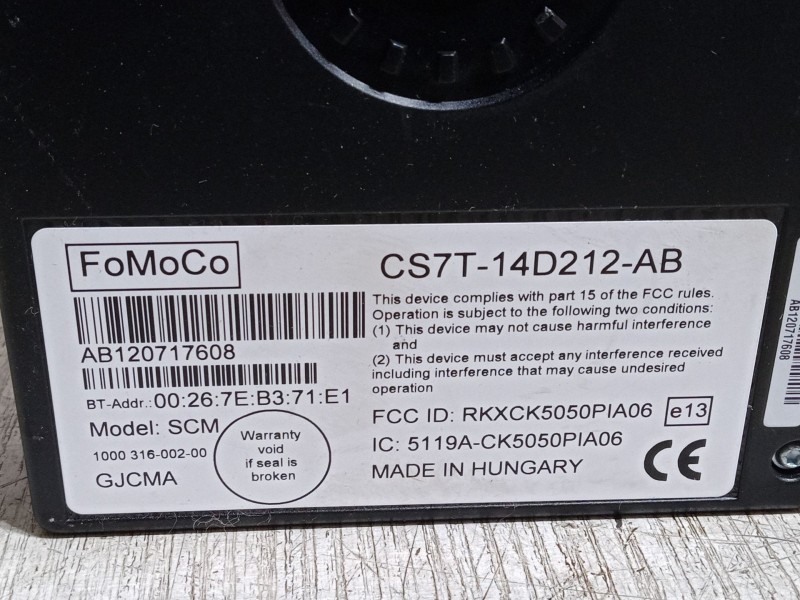 FoMoCo
AB120717608
BT-Addr.: 00:26:7E:B3:71:E1
Model: SCM
1000 316-002-00
GJCMA
Warranty
void
if seal is
broken
CS7T-14D212-AB
This device complies with part 15 of the FCC rules.
Operation is subject to the following two conditions:
(1) This device may not cause harmful interference
and
(2) This device must accept any interference received
including interference that may cause undesired
operation
FCC ID: RKXCK5050PIA06
e13
IC: 5119A-CK5050PIA06
MADE IN HUNGARY
CE
AB120717608